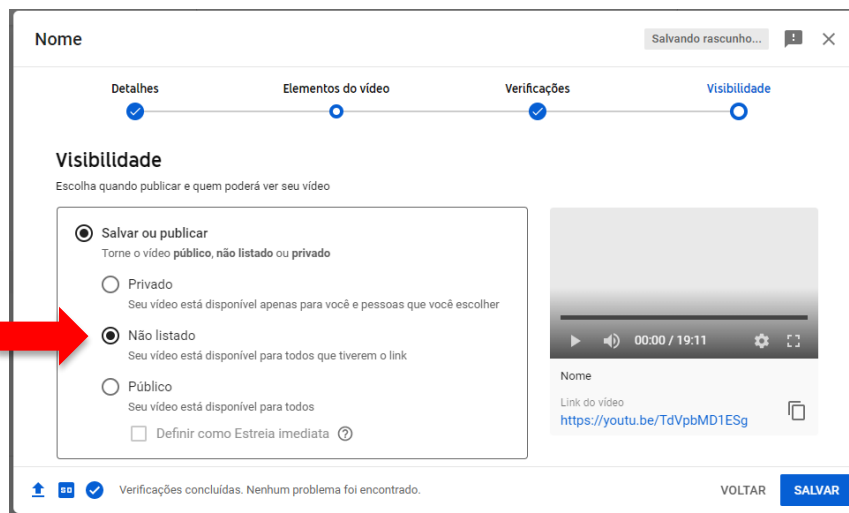 Nome
Salvando rascunho...
Detalhes
Elementos do vídeo
Verificações
Visibilidade
Visibilidade
Escolha quando publicar e quem poderá ver seu vídeo
Salvar ou publicar
Torne o vídeo público, não listado ou privado
Privado
Seu vídeo está disponível apenas para você e pessoas que você escolher
Não listado
Seu vídeo está disponível para todos que tiverem o link
Público
Seu vídeo está disponível para todos
Definir como Estreia imediata
00:00 / 19:11
Nome
Link do vídeo
https://youtu.be/TdVpbMD1ESg
SD
Verificações concluídas. Nenhum problema foi encontrado.
VOLTAR
SALVAR